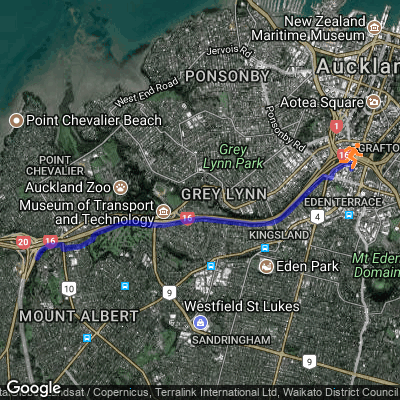 New Zealand
Maritime Museum
Jervois Rd
PONSONBY
Auckland
West End Road
Aotea Square
Point Chevalier Beach
Ponsonby Rd
1
Grey
Lynn Park
GRAFTO
16
POINT
CHEVALIER
Auckland Zoo
GREY LYNN
Museum of Transport
and Technology
16
EDEN TERRACE
4
KINGSLAND
20
16
Mt Eden
Domain
Eden Park
10
9
Westfield St Lukes
MOUNT ALBERT
SANDRINGHAM
9
Google
Landsat / Copernicus, Terralink International Ltd, Waikato District Council